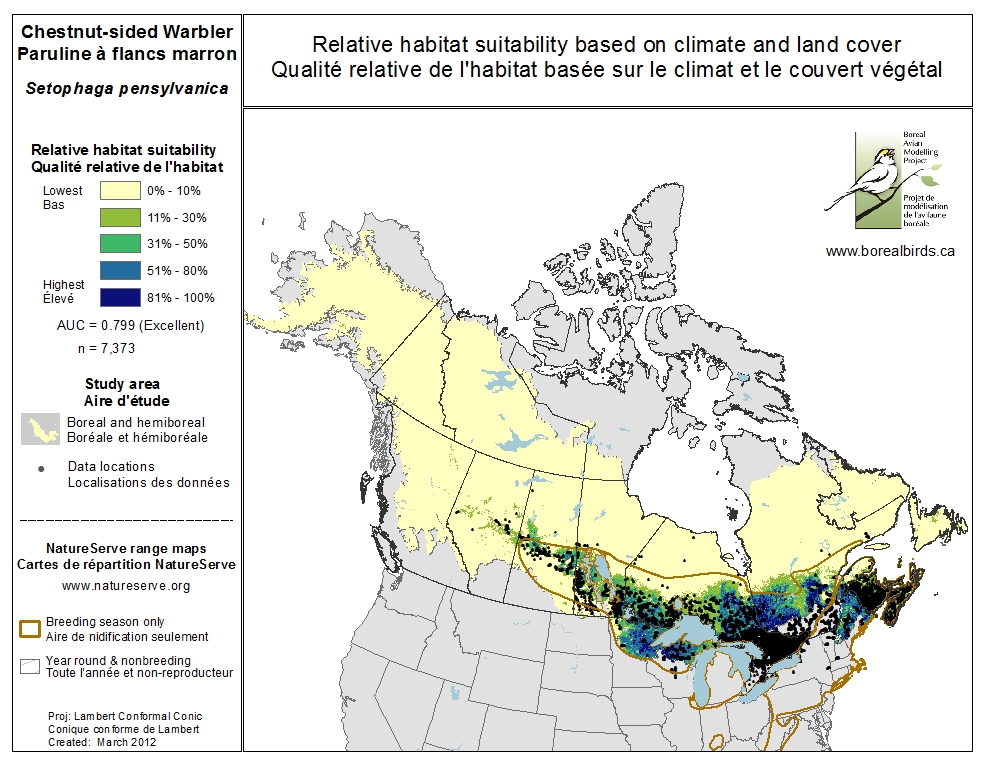 Chestnut-sided Warbler
Paruline à flancs marron
Setophaga pensylvanica
Relative habitat suitability based on climate and land cover
Qualité relative de l'habitat basée sur le climat et le couvert végétal
Relative habitat suitability
Qualité relative de l'habitat
Lowest
Bas
0% - 10%
11% - 30%
31% - 50%
51% - 80%
Highest
Élevé
81% - 100%
AUC = 0.799 (Excellent)
n = 7,373
Study area
Aire d'étude
Boreal and hemiboreal
Boréale et hémiboréale
Data locations
Localisations des données
NatureServe range maps
Cartes de répartition NatureServe
www.natureserve.org
Breeding season only
Aire de nidification seulement
Year round & nonbreeding
Toute l'année et non-reproducteur
Proj: Lambert Conformal Conic
Conique conforme de Lambert
Created: March 2012
Boreal
Avian
Modelling
Project
Projet de
modélisation
de l'avifaune
boréale
www.borealbirds.ca